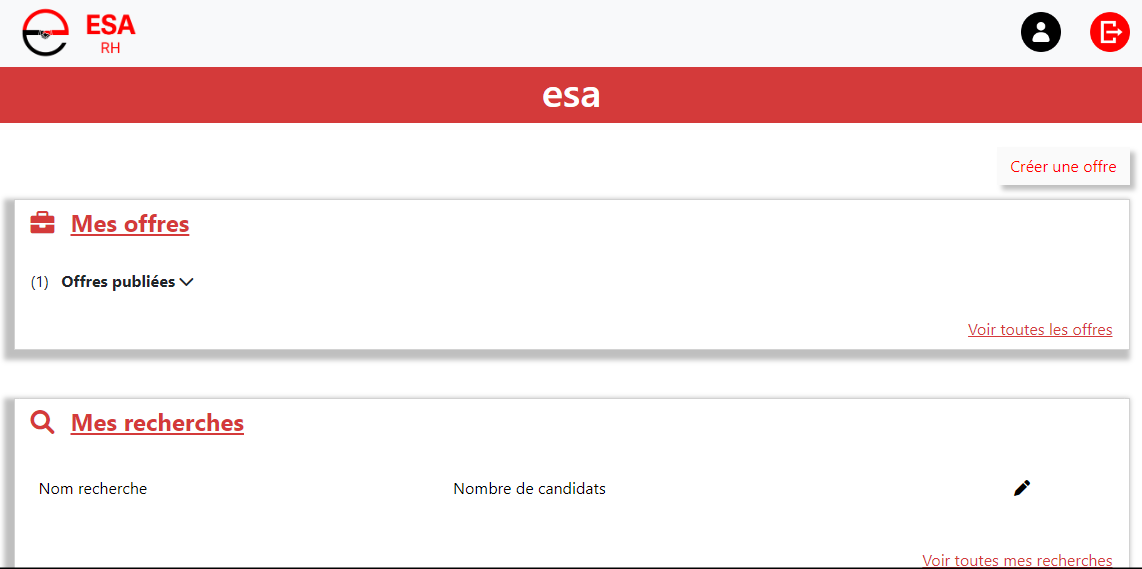 ESA
RH
esa
Créer une offre
Mes offres
(1) Offres publiées
Voir toutes les offres
Mes recherches
Nom recherche Nombre de candidats
Voir toutes mes recherches